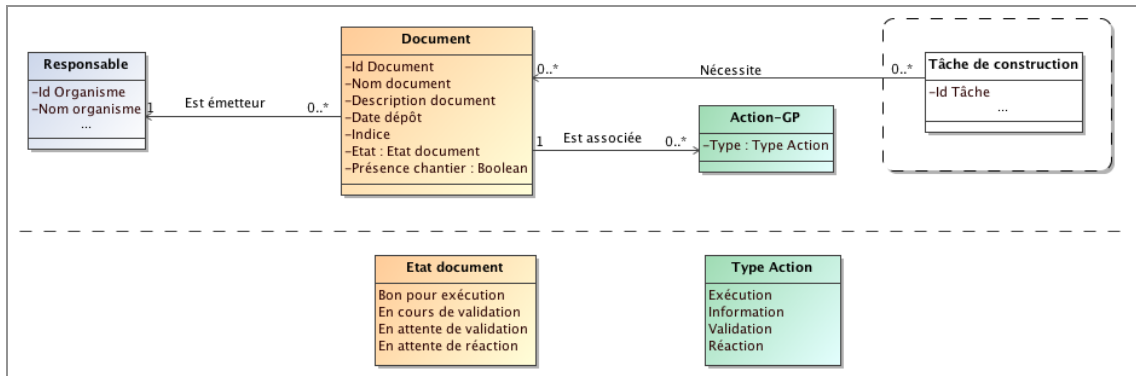 Responsable
-Id Organisme
-Nom organisme
...
1
Est émetteur
0..*
Document
-Id Document
-Nom document
-Description document
-Date dépôt
-Indice
-Etat : Etat document
-Présence chantier : Boolean
0..*
Nécessite
0..*
Tâche de construction
-Id Tâche
...
1
Est associée
0..*
Action-GP
-Type : Type Action
Etat document
Bon pour exécution
En cours de validation
En attente de validation
En attente de réaction
Type Action
Exécution
Information
Validation
Réaction